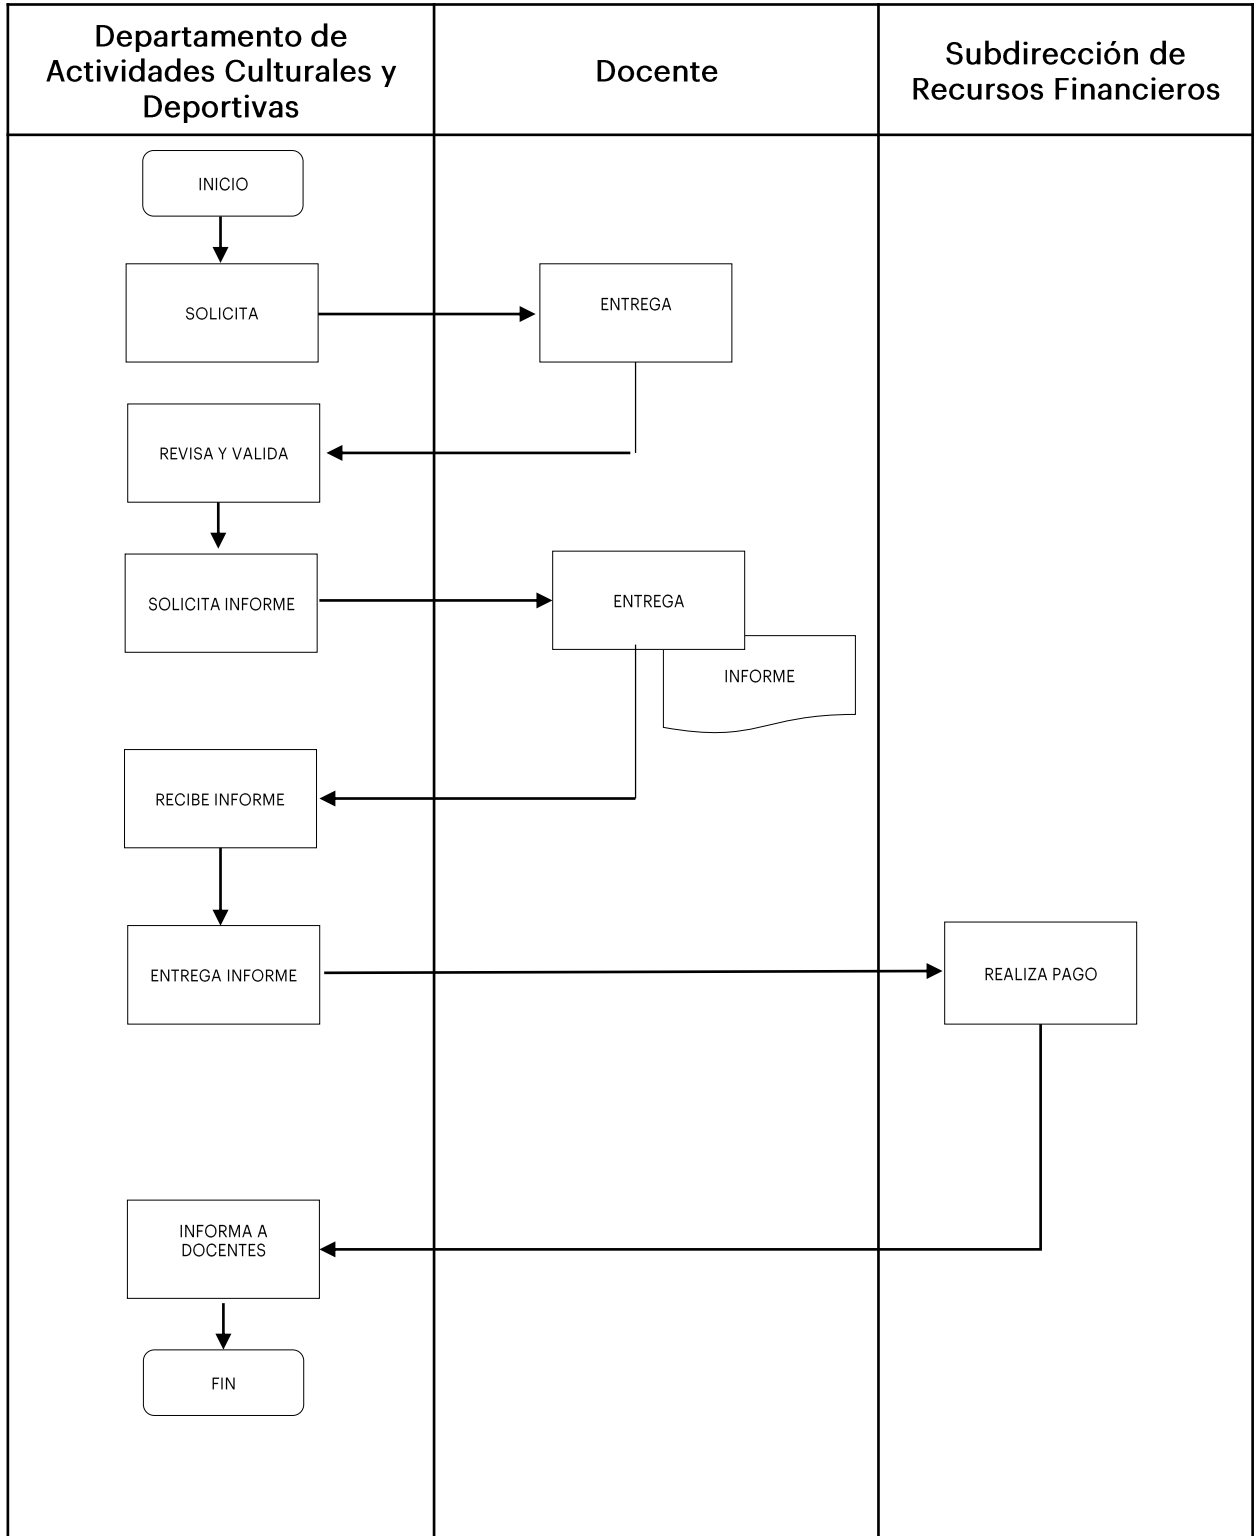 Departamento de
Actividades Culturales y
Deportivas
Docente
Subdirección de
Recursos Financieros
INICIO
SOLICITA
ENTREGA
REVISA Y VALIDA
SOLICITA INFORME
ENTREGA
INFORME
RECIBE INFORME
ENTREGA INFORME
REALIZA PAGO
INFORMA A
DOCENTES
FIN